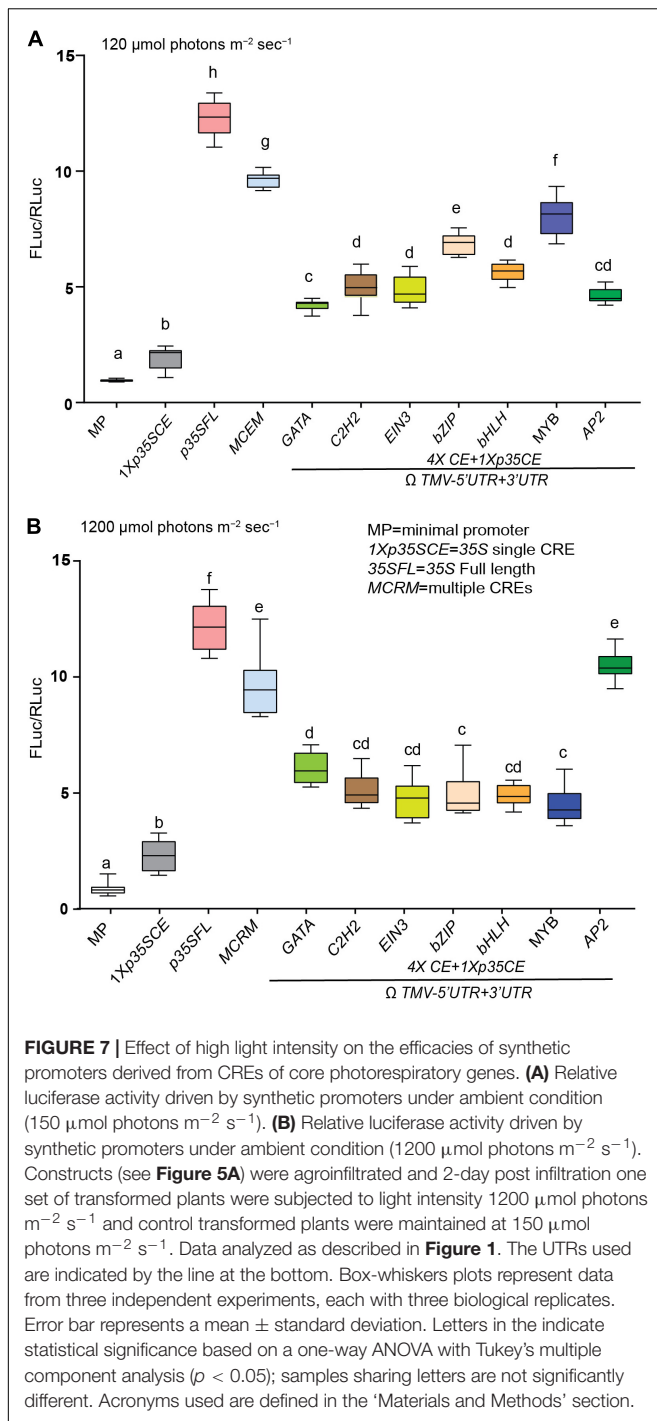 A
120 μmol photons m⁻² sec⁻¹
FLuc/RLuc
15
10
5
0
h
g
f
e
d
d
d
c
cd
b
a
MP
1Xp35SCE
p35SFL
MCEM
GATA
C2H2
EIN3
bZIP
bHLH
MYB
AP2
4X CE+1Xp35CE
Ω TMV-5'UTR+3'UTR
B
1200 μmol photons m⁻² sec⁻¹
MP=minimal promoter
1Xp35SCE=35S single CRE
35SFL=35S Full length
MCRM=multiple CREs
FLuc/RLuc
15
10
5
0
a
b
f
e
d
cd
cd
c
cd
c
e
MP
1Xp35SCE
p35SFL
MCRM
GATA
C2H2
EIN3
bZIP
bHLH
MYB
AP2
4X CE+1Xp35CE
Ω TMV-5'UTR+3'UTR
FIGURE 7 | Effect of high light intensity on the efficacies of synthetic
promoters derived from CREs of core photorespiratory genes. (A) Relative
luciferase activity driven by synthetic promoters under ambient condition
(150 μmol photons m⁻² s⁻¹). (B) Relative luciferase activity driven by
synthetic promoters under ambient condition (1200 μmol photons m⁻² s⁻¹).
Constructs (see Figure 5A) were agroinfiltrated and 2-day post infiltration one
set of transformed plants were subjected to light intensity 1200 μmol photons
m⁻² s⁻¹ and control transformed plants were maintained at 150 μmol
photons m⁻² s⁻¹. Data analyzed as described in Figure 1. The UTRs used
are indicated by the line at the bottom. Box-whiskers plots represent data
from three independent experiments, each with three biological replicates.
Error bar represents a mean ± standard deviation. Letters in the indicate
statistical significance based on a one-way ANOVA with Tukey's multiple
component analysis (p < 0.05); samples sharing letters are not significantly
different. Acronyms used are defined in the 'Materials and Methods' section.